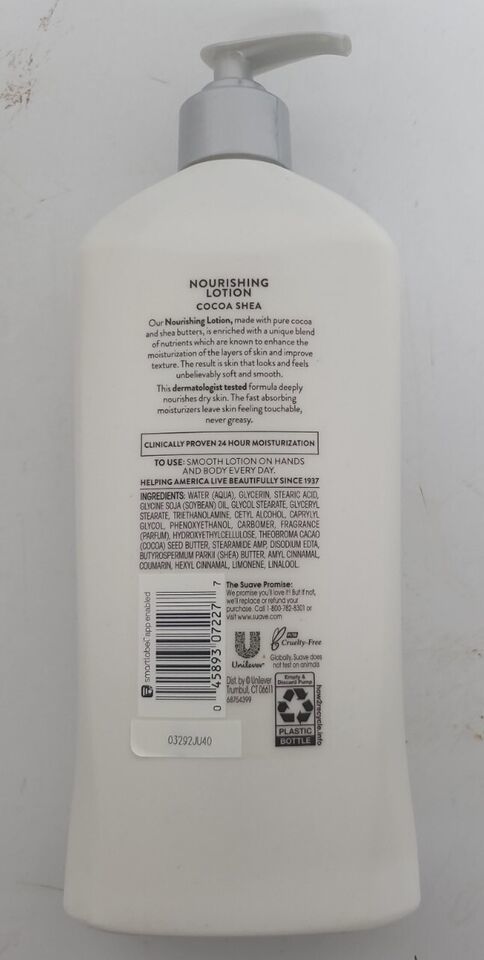 NOURISHING
LOTION
COCOA SHEA
Our Nourishing Lotion, made with pure cocoa
and shea butters, is enriched with a unique blend
of nutrients which are known to enhance the
moisturization of the layers of skin and improve
texture. The result is skin that looks and feels
unbelievably soft and smooth.
This dermatologist tested formula deeply
nourishes dry skin. The fast absorbing
moisturizers leave skin feeling touchable,
never greasy.
CLINICALLY PROVEN 24 HOUR MOISTURIZATION
TO USE: SMOOTH LOTION ON HANDS
AND BODY EVERY DAY.
HELPING AMERICA LIVE BEAUTIFULLY SINCE 1937
INGREDIENTS: WATER (AQUA), GLYCERIN, STEARIC ACID,
GLYCINE SOJA (SOYBEAN) OIL, GLYCOL STEARATE, GLYCERYL
STEARATE, TRIETHANOLAMINE, CETYL ALCOHOL, CAPRYLYL
GLYCOL, PHENOXYETHANOL, CARBOMER, FRAGRANCE
(PARFUM), HYDROXYETHYLCELLULOSE, THEOBROMA CACAO
(COCOA) SEED BUTTER, STEARAMIDE AMP, DISODIUM EDTA,
BUTYROSPERMUM PARKII (SHEA) BUTTER, AMYL CINNAMAL,
COUMARIN, HEXYL CINNAMAL, LIMONENE, LINALOOL.
smartlabel app enabled
0 45893 07227 7
The Suave Promise:
We promise you'll love it! But if not,
we'll replace or refund your
purchase. Call 1-800-782-8301 or
visit www.suave.com
Unilever
Cruelty-Free
Globally, Suave does
not test on animals
Dist. by © Unilever
Trumbull, CT 06611
68764399
Empty &
Discard Pump
PLASTIC
BOTTLE
how2recycle.info
03292JU40